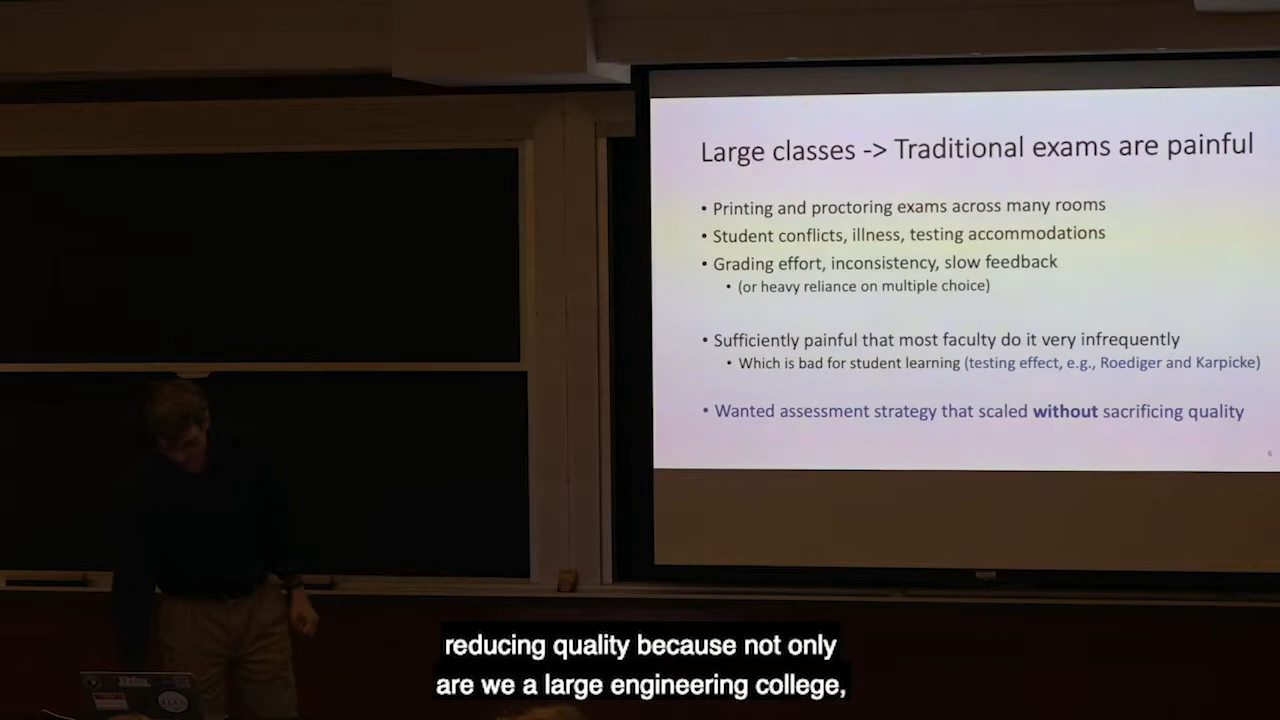 Large classes -> Traditional exams are painful
• Printing and proctoring exams across many rooms
• Student conflicts, illness, testing accommodations
• Grading effort, inconsistency, slow feedback
• (or heavy reliance on multiple choice)
• Sufficiently painful that most faculty do it very infrequently
• Which is bad for student learning (testing effect, e.g., Roediger and Karpicke)
• Wanted assessment strategy that scaled without sacrificing quality
6
reducing quality because not only
are we a large engineering college,